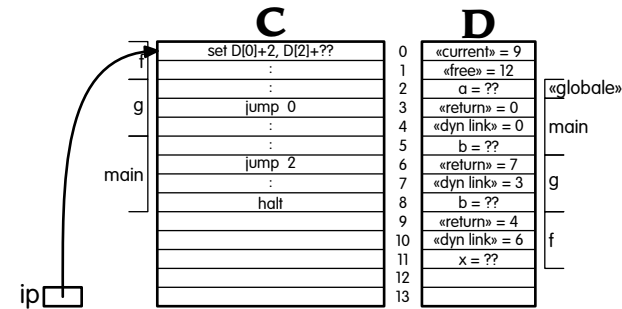 C D
set D[0]+2, D[2]+?? 0 «current» = 9
f : 1 «free» = 12
: 2 a = ?? «globale»
g jump 0 3 «return» = 0
: 4 «dyn link» = 0 main
: 5 b = ??
main jump 2 6 «return» = 7
: 7 «dyn link» = 3 g
halt 8 b = ??
9 «return» = 4
10 «dyn link» = 6 f
11 x = ??
12
ip 13